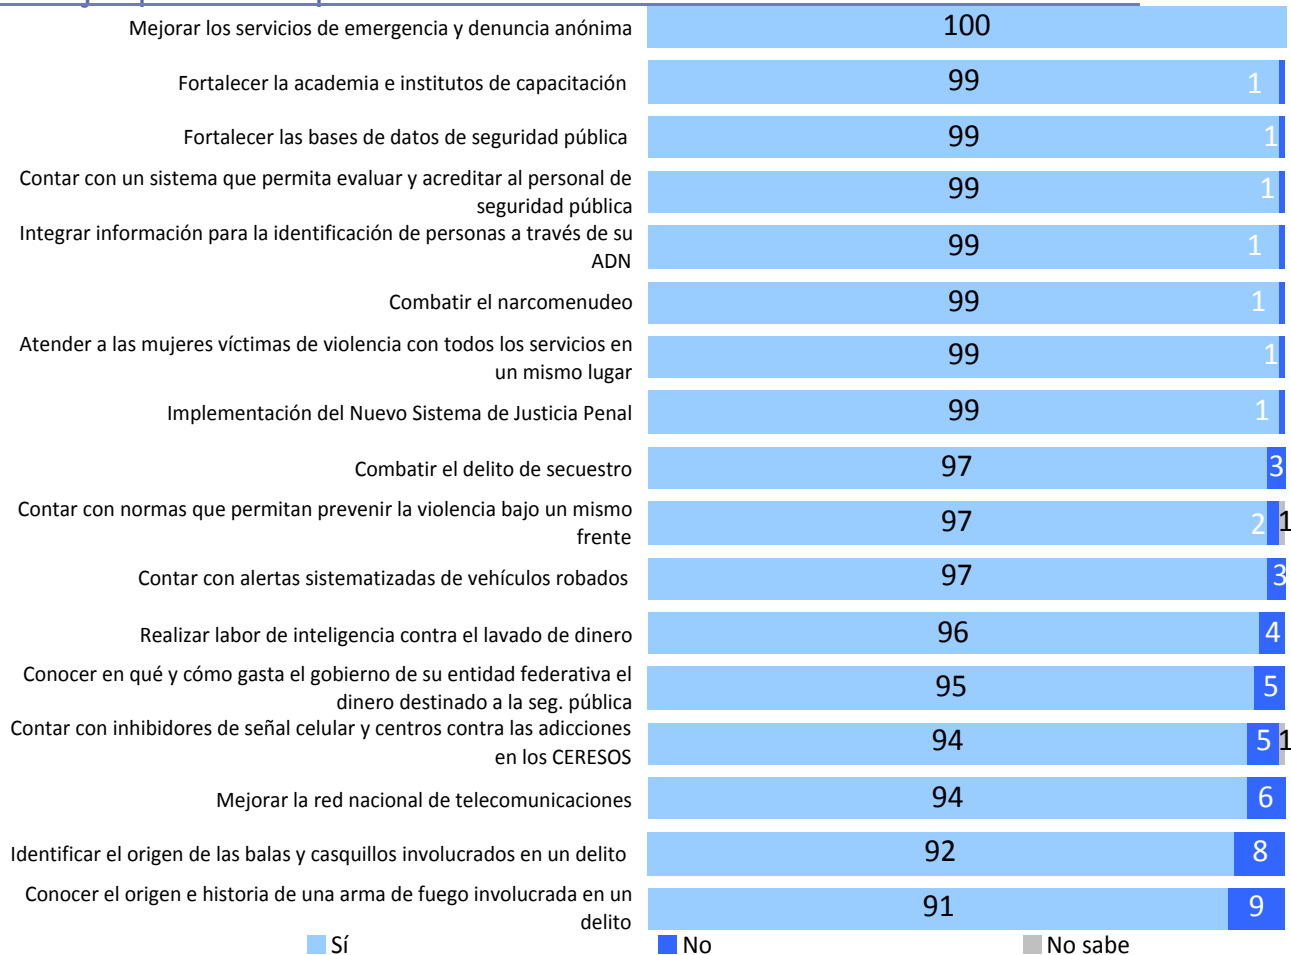 Mejorar los servicios de emergencia y denuncia anónima 100
Fortalecer la academia e institutos de capacitación 99 1
Fortalecer las bases de datos de seguridad pública 99 1
Contar con un sistema que permita evaluar y acreditar al personal de
seguridad pública 99 1
Integrar información para la identificación de personas a través de su
ADN 99 1
Combatir el narcomenudeo 99 1
Atender a las mujeres víctimas de violencia con todos los servicios en
un mismo lugar 99 1
Implementación del Nuevo Sistema de Justicia Penal 99 1
Combatir el delito de secuestro 97 3
Contar con normas que permitan prevenir la violencia bajo un mismo
frente 97 2 1
Contar con alertas sistematizadas de vehículos robados 97 3
Realizar labor de inteligencia contra el lavado de dinero 96 4
Conocer en qué y cómo gasta el gobierno de su entidad federativa el
dinero destinado a la seg. pública 95 5
Contar con inhibidores de señal celular y centros contra las adicciones
en los CERESOS 94 5 1
Mejorar la red nacional de telecomunicaciones 94 6
Identificar el origen de las balas y casquillos involucrados en un delito 92 8
Conocer el origen e historia de una arma de fuego involucrada en un
delito 91 9
Sí No No sabe